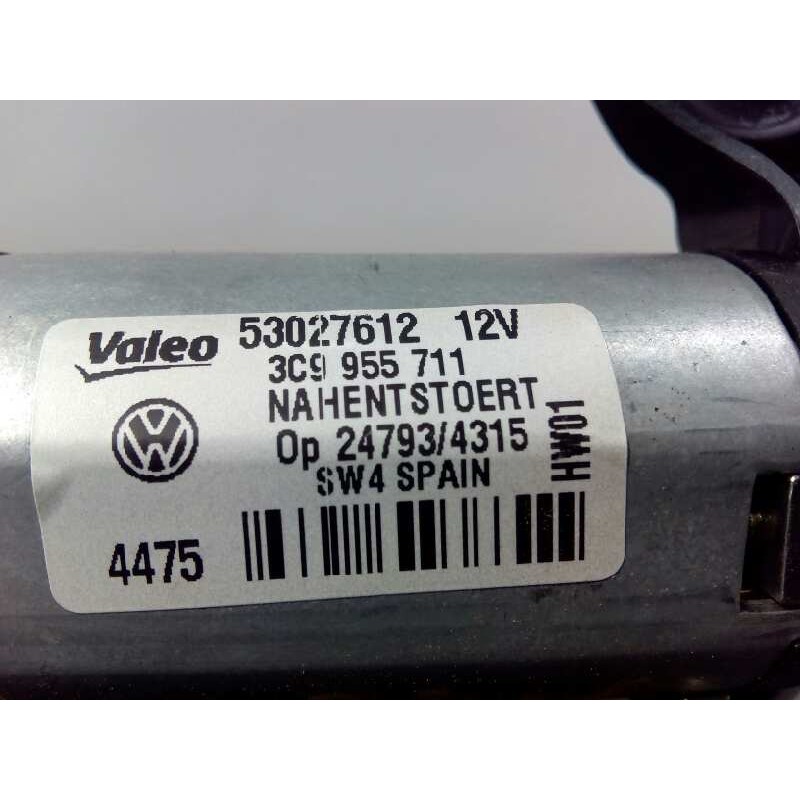 Valeo 53027612 12V
3C9 955 711
NAHENTSTOERT
Op 24793/4315
SW4 SPAIN
HW01
4475